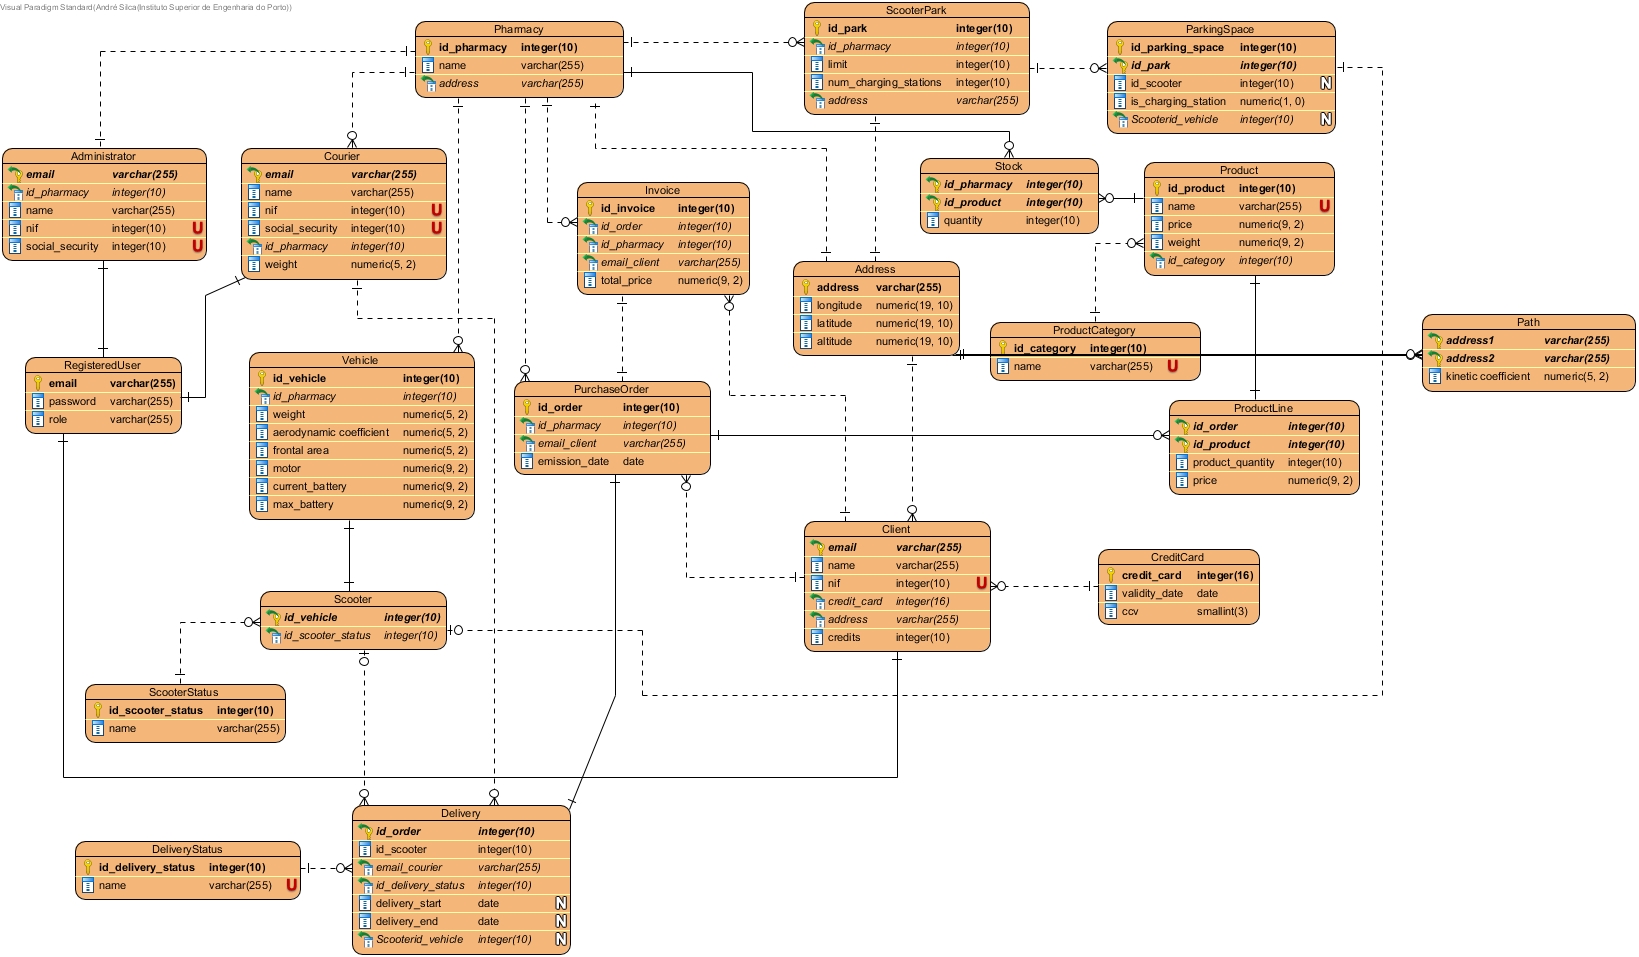 Visual Paradigm Standard(André Silca(Instituto Superior de Engenharia do Porto))
Pharmacy
id_pharmacy integer(10)
name varchar(255)
address varchar(255)
ScooterPark
id_park integer(10)
id_pharmacy integer(10)
limit integer(10)
num_charging_stations integer(10)
address varchar(255)
ParkingSpace
id_parking_space integer(10)
id_park integer(10)
id_scooter integer(10) N
is_charging_station numeric(1, 0)
Scooterid_vehicle integer(10) N
Administrator
email varchar(255)
id_pharmacy integer(10)
name varchar(255)
nif integer(10) U
social_security integer(10) U
Courier
email varchar(255)
name varchar(255)
nif integer(10) U
social_security integer(10) U
id_pharmacy integer(10)
weight numeric(5, 2)
Invoice
id_invoice integer(10)
id_order integer(10)
id_pharmacy integer(10)
email_client varchar(255)
total_price numeric(9, 2)
Stock
id_pharmacy integer(10)
id_product integer(10)
quantity integer(10)
Product
id_product integer(10)
name varchar(255) U
price numeric(9, 2)
weight numeric(9, 2)
id_category integer(10)
Address
address varchar(255)
longitude numeric(19, 10)
latitude numeric(19, 10)
altitude numeric(19, 10)
ProductCategory
id_category integer(10)
name varchar(255) U
Path
address1 varchar(255)
address2 varchar(255)
kinetic coefficient numeric(5, 2)
RegisteredUser
email varchar(255)
password varchar(255)
role varchar(255)
Vehicle
id_vehicle integer(10)
id_pharmacy integer(10)
weight numeric(5, 2)
aerodynamic coefficient numeric(5, 2)
frontal area numeric(5, 2)
motor numeric(9, 2)
current_battery numeric(9, 2)
max_battery numeric(9, 2)
PurchaseOrder
id_order integer(10)
id_pharmacy integer(10)
email_client varchar(255)
emission_date date
ProductLine
id_order integer(10)
id_product integer(10)
product_quantity integer(10)
price numeric(9, 2)
Client
email varchar(255)
name varchar(255)
nif integer(10) U
credit_card integer(16)
address varchar(255)
credits integer(10)
CreditCard
credit_card integer(16)
validity_date date
ccv smallint(3)
Scooter
id_vehicle integer(10)
id_scooter_status integer(10)
ScooterStatus
id_scooter_status integer(10)
name varchar(255)
Delivery
id_order integer(10)
id_scooter integer(10)
email_courier varchar(255)
id_delivery_status integer(10)
delivery_start date N
delivery_end date N
Scooterid_vehicle integer(10) N
DeliveryStatus
id_delivery_status integer(10)
name varchar(255) U